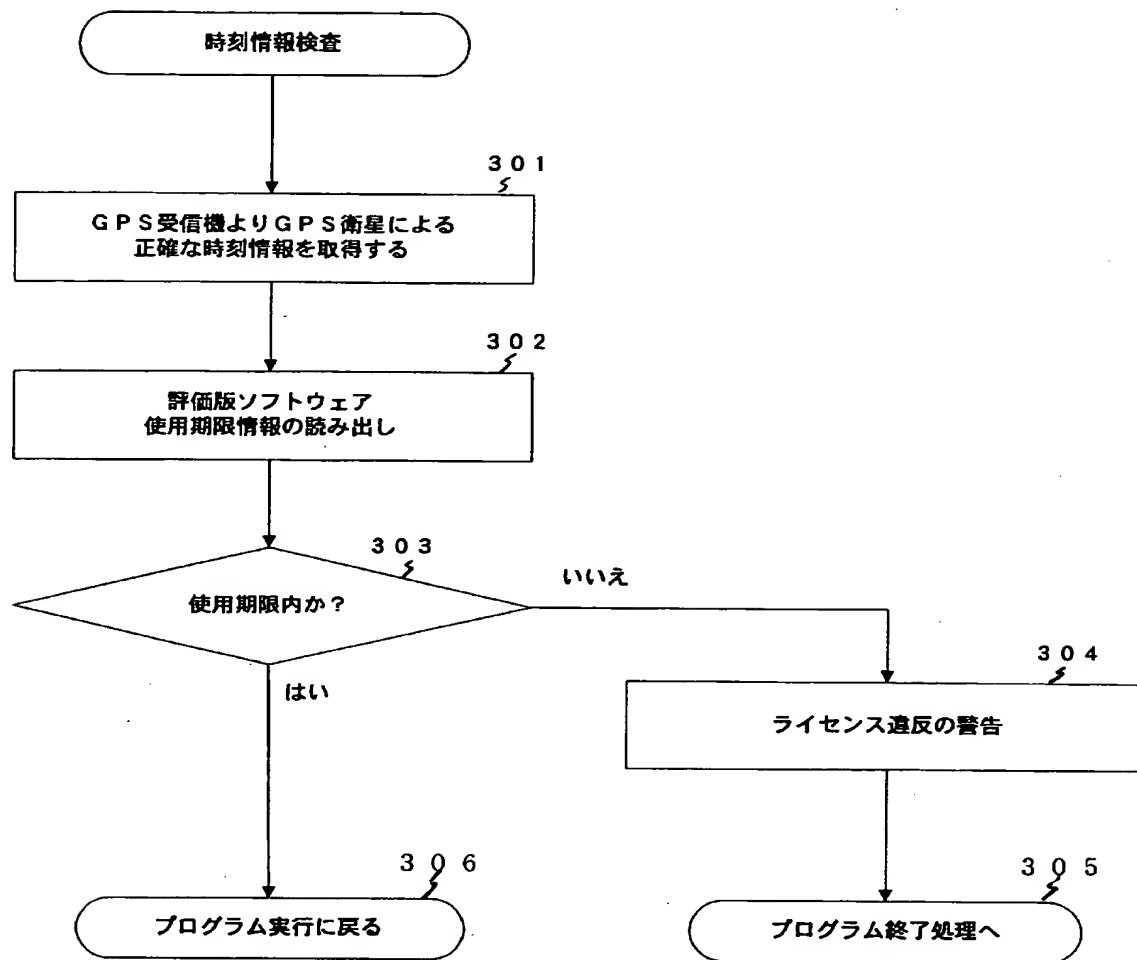 時刻情報検査
３０１
ＧＰＳ受信機よりＧＰＳ衛星による
正確な時刻情報を取得する
３０２
評価版ソフトウェア
使用期限情報の読み出し
３０３
使用期限内か？
いいえ
はい
３０４
ライセンス違反の警告
３０６
プログラム実行に戻る
３０５
プログラム終了処理へ